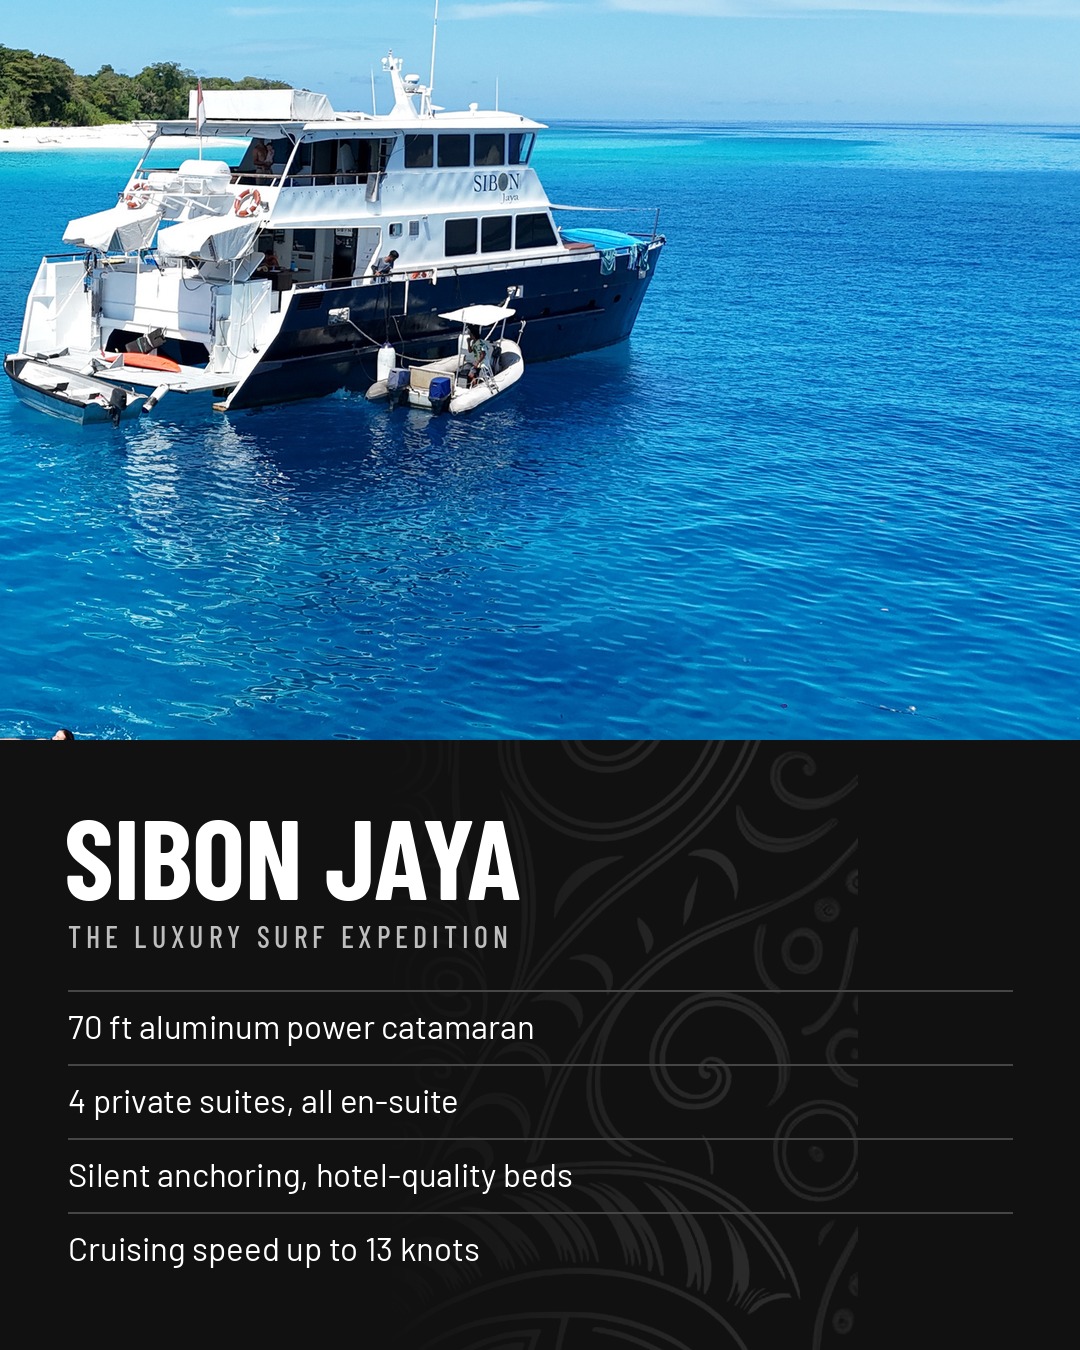 SIBON
Jaya
SIBON JAYA
THE LUXURY SURF EXPEDITION
70 ft aluminum power catamaran
4 private suites, all en-suite
Silent anchoring, hotel-quality beds
Cruising speed up to 13 knots